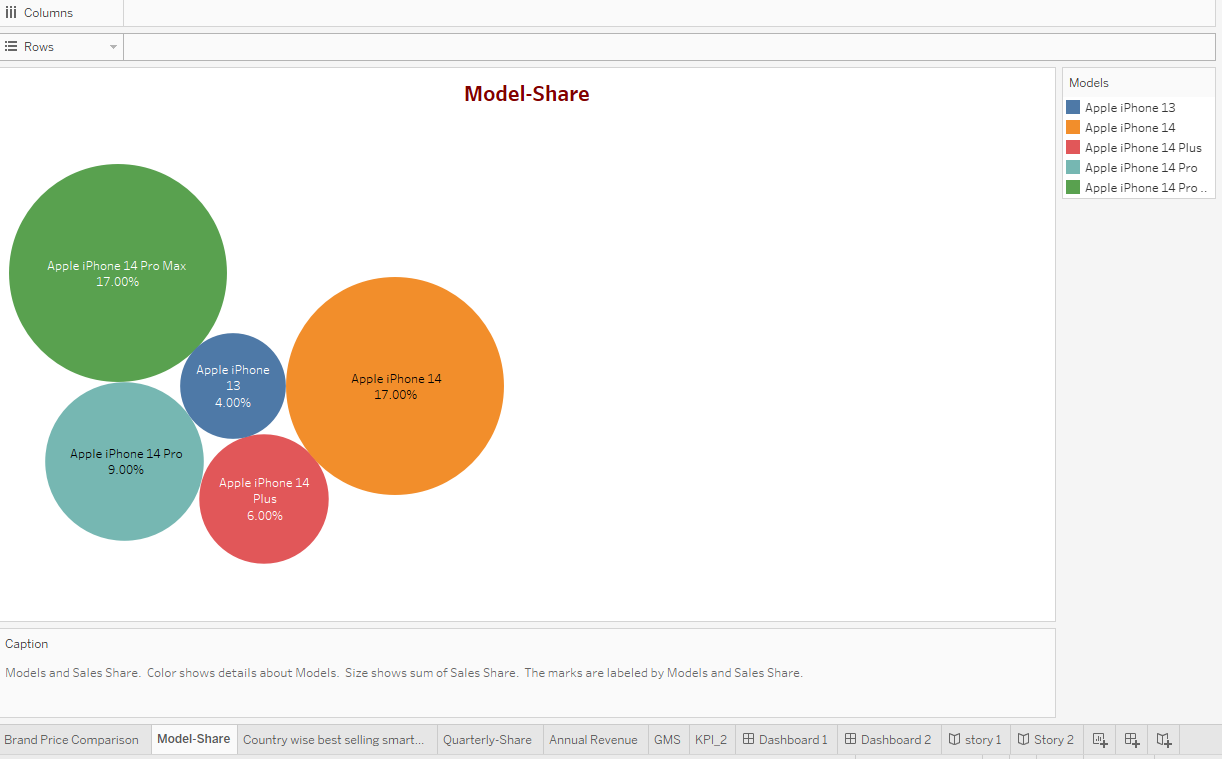 Columns
Rows
Model-Share
Models
Apple iPhone 13
Apple iPhone 14
Apple iPhone 14 Plus
Apple iPhone 14 Pro
Apple iPhone 14 Pro ..
Apple iPhone 14 Pro Max
17.00%
Apple iPhone
13
4.00%
Apple iPhone 14
17.00%
Apple iPhone 14 Pro
9.00%
Apple iPhone 14
Plus
6.00%
Caption
Models and Sales Share.  Color shows details about Models.  Size shows sum of Sales Share.  The marks are labeled by Models and Sales Share.
Brand Price Comparison
Model-Share
Country wise best selling smart...
Quarterly-Share
Annual Revenue
GMS
KPI_2
Dashboard 1
Dashboard 2
story 1
Story 2